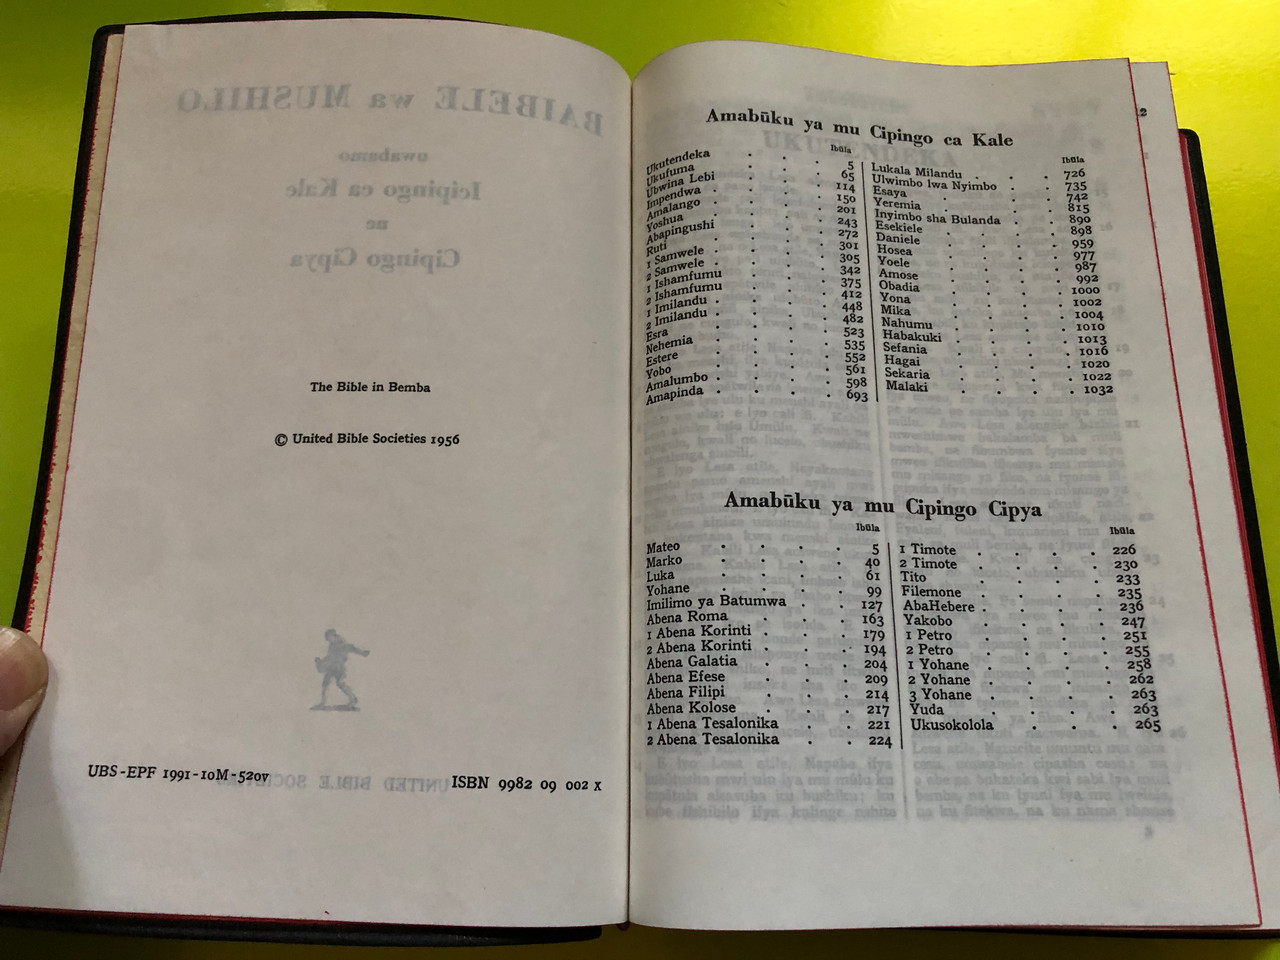 The Bible in Bemba
© United Bible Societies 1956
UBS-EPF 1991-10M-520V
ISBN 9982 09 002 X
Amabūku ya mu Cipingo ca Kale
Ibūla
Ukutendeka . . . 5
Ukufuma . . . 65
Ubwina Lebi . . . 114
Impendwa . . . 150
Amalango . . . 201
Yoshua . . . 243
Abapingushi . . . 272
Ruti . . . 301
1 Samwele . . . 305
2 Samwele . . . 342
1 Ishamfumu . . . 375
2 Ishamfumu . . . 412
1 Imilandu . . . 448
2 Imilandu . . . 482
Esra . . . 523
Nehemia . . . 535
Estere . . . 552
Yobo . . . 561
Amalumbo . . . 598
Amapinda . . . 693
Ibūla
Lukala Milandu . . . 726
Ulwimbo lwa Nyimbo . . 735
Esaya . . . 742
Yeremia . . . 815
Inyimbo sha Bulanda . . 890
Esekiele . . . 898
Daniele . . . 959
Hosea . . . 977
Yoele . . . 987
Amose . . . 992
Obadia . . . 1000
Yona . . . 1002
Mika . . . 1004
Nahumu . . . 1010
Habakuki . . . 1013
Sefania . . . 1016
Hagai . . . 1020
Sekaria . . . 1022
Malaki . . . 1032
Amabūku ya mu Cipingo Cipya
Ibūla
Mateo . . . . 5
Marko . . . . 40
Luka . . . . 61
Yohane . . . . 99
Imilimo ya Batumwa . . 127
Abena Roma . . . 163
1 Abena Korinti . . . 179
2 Abena Korinti . . . 194
Abena Galatia . . . 204
Abena Efese . . . 209
Abena Filipi . . . 214
Abena Kolose . . . 217
1 Abena Tesalonika . . 221
2 Abena Tesalonika . . 224
Ibūla
1 Timote . . . . 226
2 Timote . . . . 230
Tito . . . . 233
Filemone . . . . 235
AbaHebere . . . . 236
Yakobo . . . . 247
1 Petro . . . . 251
2 Petro . . . . 255
1 Yohane . . . . 258
2 Yohane . . . . 262
3 Yohane . . . . 263
Yuda . . . . 263
Ukusokolola . . . 265
2